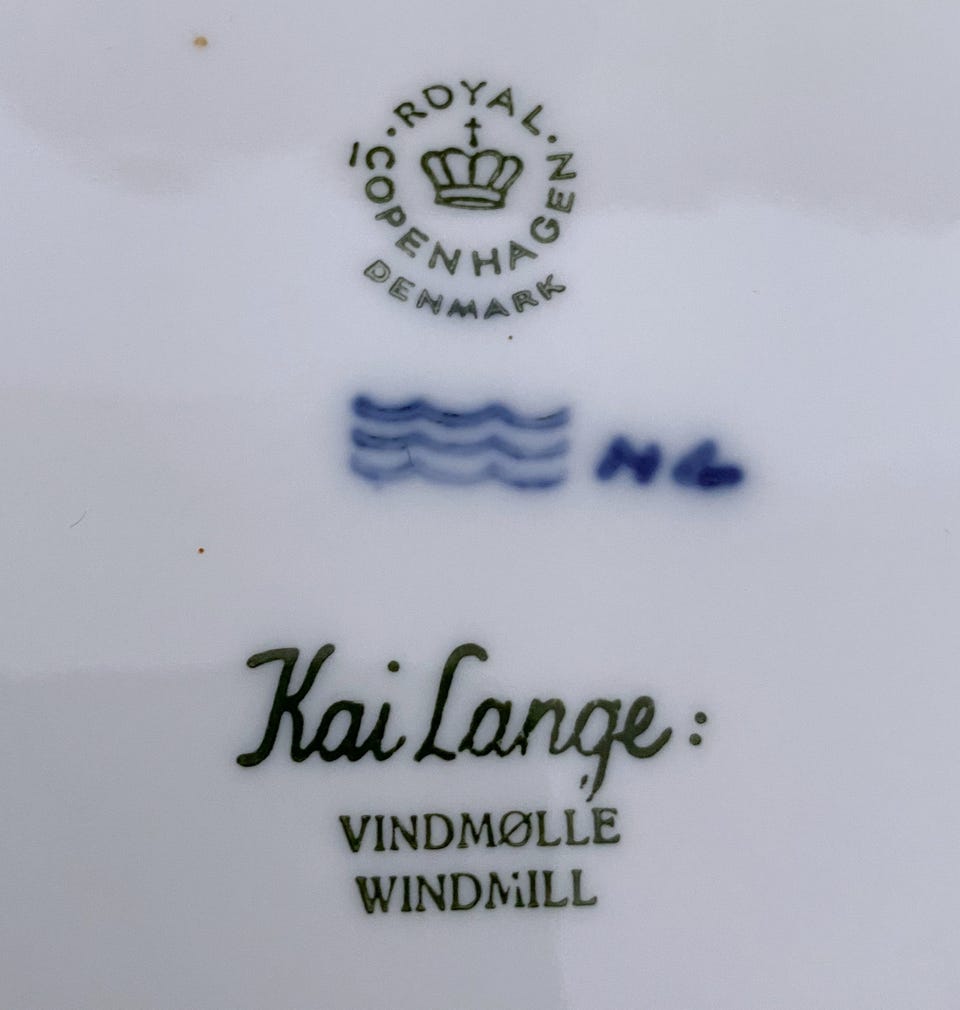 · ROYAL ·
COPENHAGEN
DENMARK
Kai Lange:
VINDMØLLE
WINDMILL